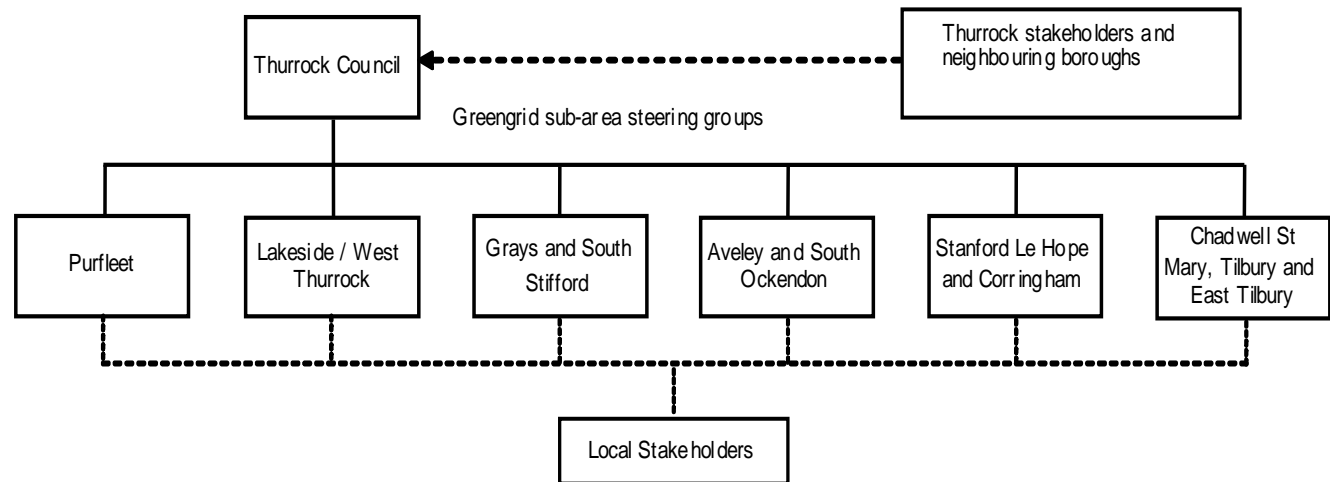 Thurrock Council
Thurrock stakeholders and
neighbouring boroughs
Greengrid sub-area steering groups
Purfleet
Lakeside / West
Thurrock
Grays and South
Stifford
Aveley and South
Ockendon
Stanford Le Hope
and Corringham
Chadwell St
Mary, Tilbury and
East Tilbury
Local Stakeholders